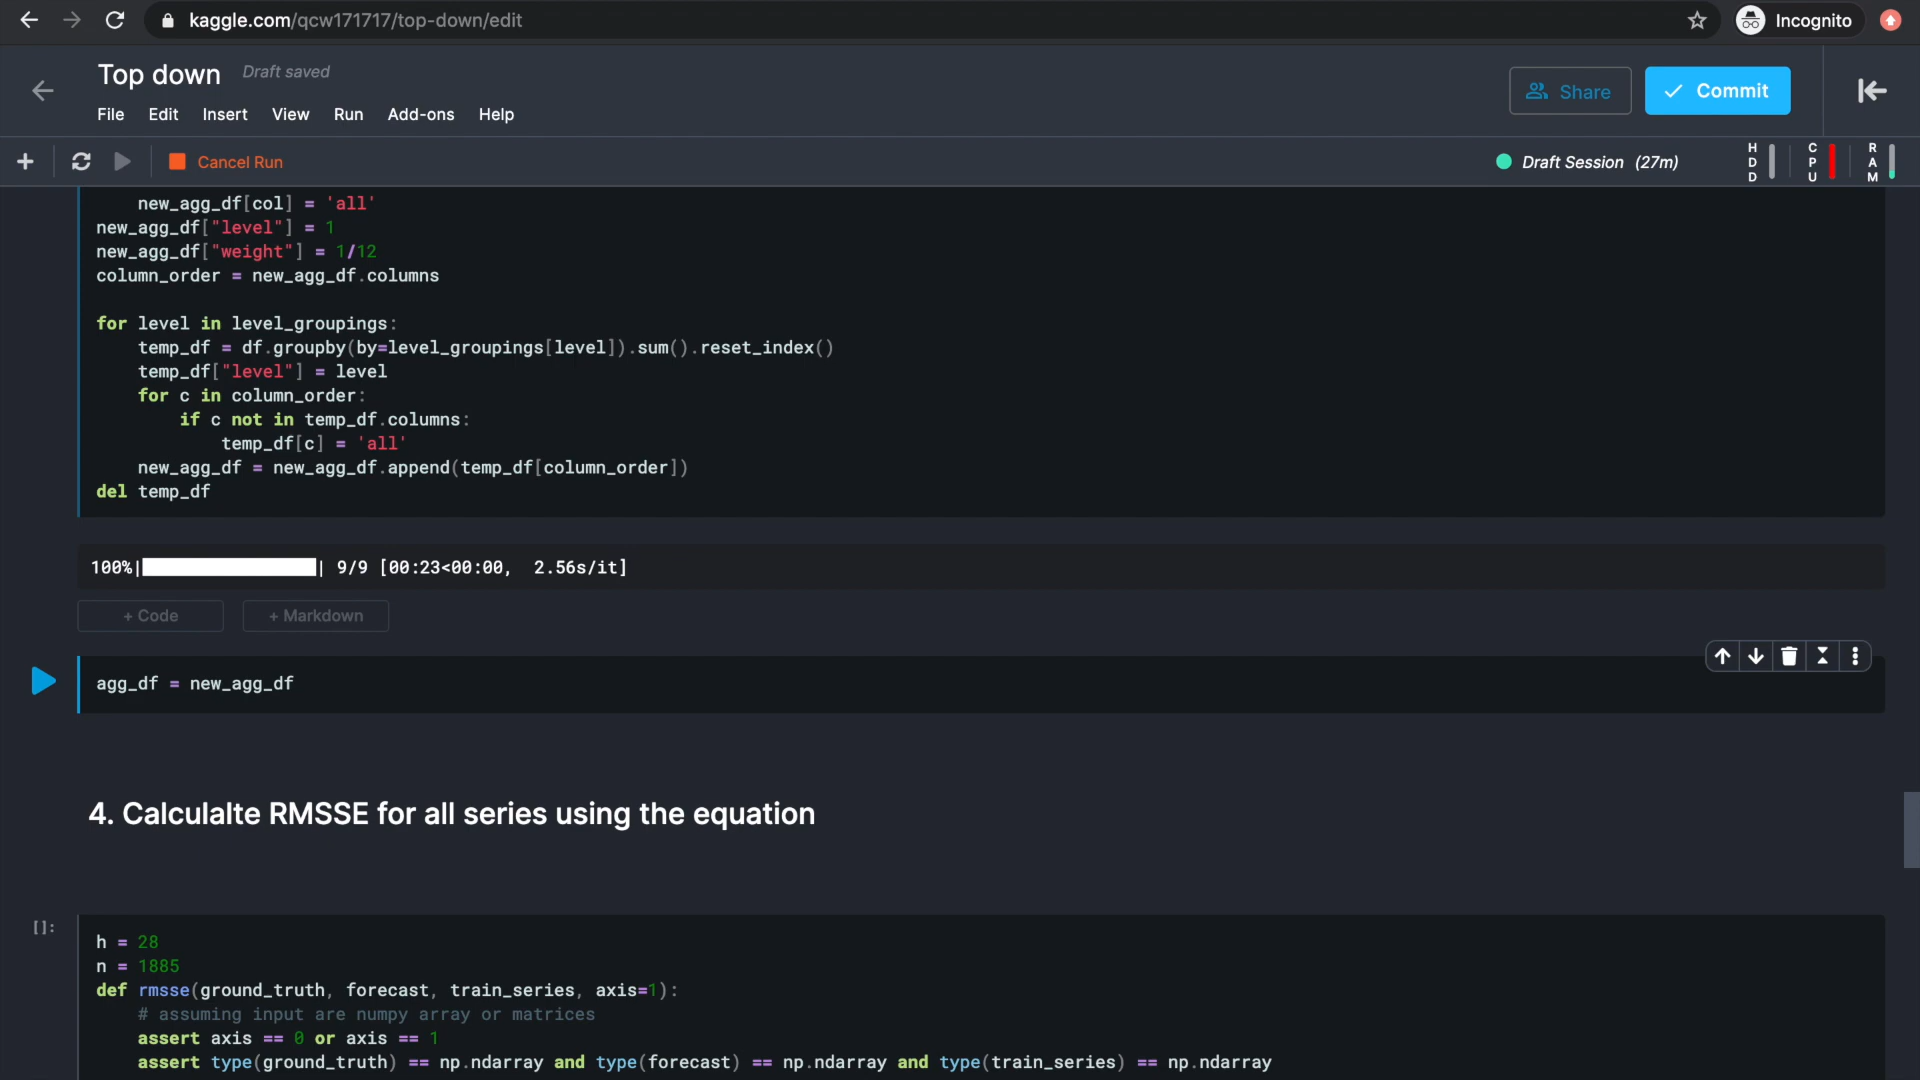 kaggle.com/qcw171717/top-down/edit
Incognito
Top down
Draft saved
File Edit Insert View Run Add-ons Help
Share
Commit
Cancel Run
Draft Session (27m)
HDD
CPU
RAM
new_agg_df[col] = 'all'
new_agg_df["level"] = 1
new_agg_df["weight"] = 1/12
column_order = new_agg_df.columns
for level in level_groupings:
temp_df = df.groupby(by=level_groupings[level]).sum().reset_index()
temp_df["level"] = level
for c in column_order:
if c not in temp_df.columns:
temp_df[c] = 'all'
new_agg_df = new_agg_df.append(temp_df[column_order])
del temp_df
100%| | 9/9 [00:23<00:00, 2.56s/it]
+ Code
+ Markdown
agg_df = new_agg_df
4. Calculalte RMSSE for all series using the equation
[]:
h = 28
n = 1885
def rmsse(ground_truth, forecast, train_series, axis=1):
# assuming input are numpy array or matrices
assert axis == 0 or axis == 1
assert type(ground_truth) == np.ndarray and type(forecast) == np.ndarray and type(train_series) == np.ndarray